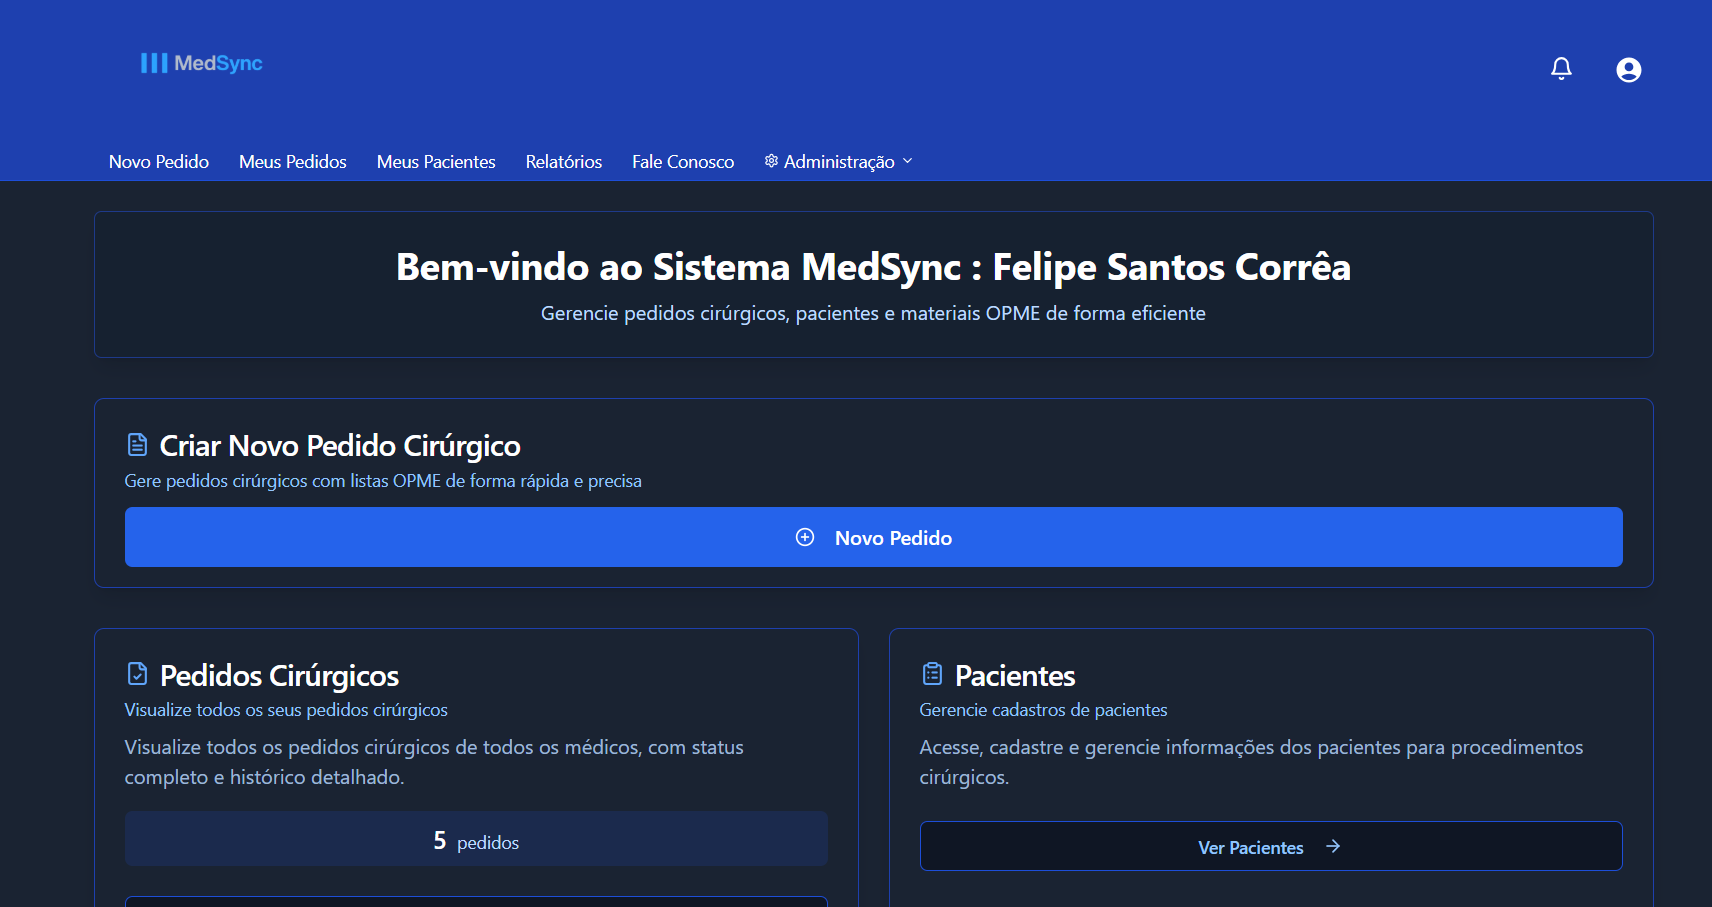 MedSync
Novo Pedido
Meus Pedidos
Meus Pacientes
Relatórios
Fale Conosco
Administração
Bem-vindo ao Sistema MedSync : Felipe Santos Corrêa
Gerencie pedidos cirúrgicos, pacientes e materiais OPME de forma eficiente
Criar Novo Pedido Cirúrgico
Gere pedidos cirúrgicos com listas OPME de forma rápida e precisa
Novo Pedido
Pedidos Cirúrgicos
Visualize todos os seus pedidos cirúrgicos
Visualize todos os pedidos cirúrgicos de todos os médicos, com status
completo e histórico detalhado.
5 pedidos
Pacientes
Gerencie cadastros de pacientes
Acesse, cadastre e gerencie informações dos pacientes para procedimentos
cirúrgicos.
Ver Pacientes